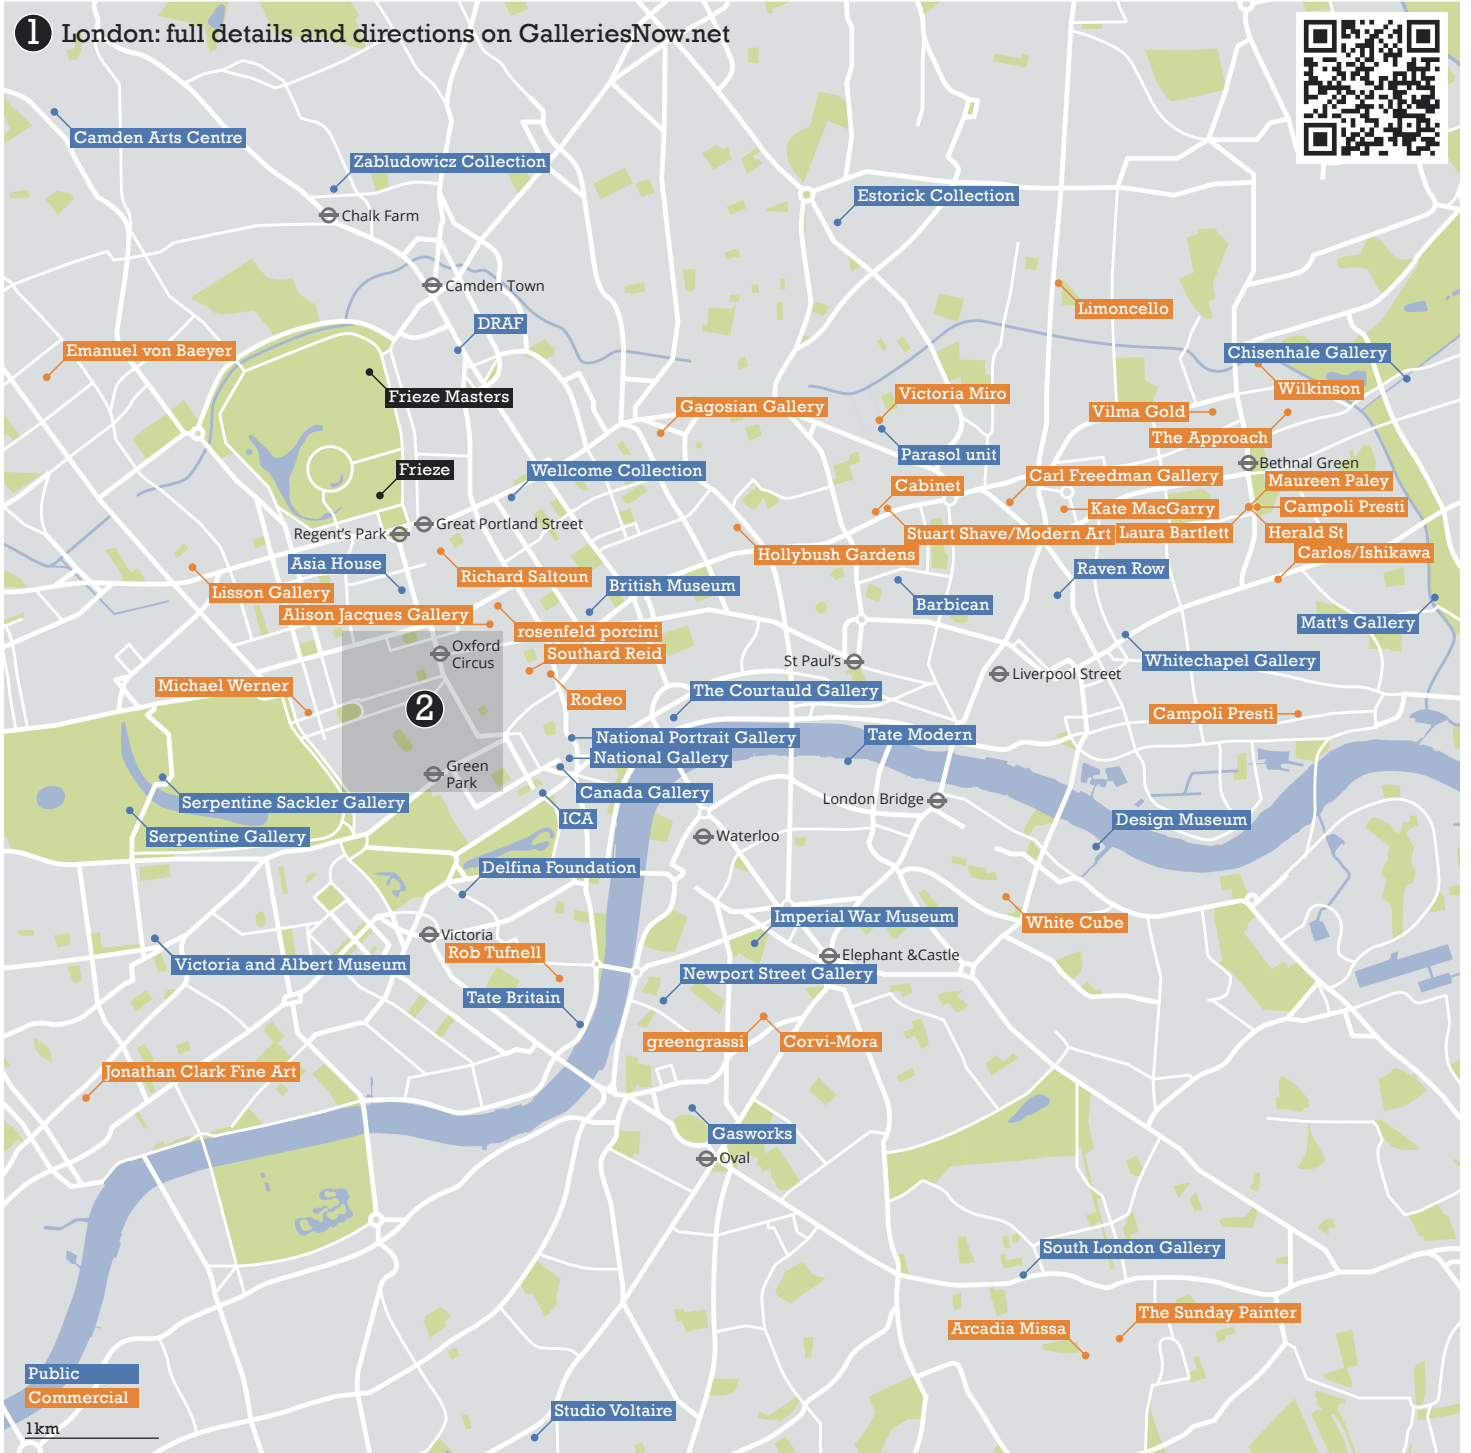 1 London: full details and directions on GalleriesNow.net
Camden Arts Centre
Zabludowicz Collection
Estorick Collection
Chalk Farm
Camden Town
Limoncello
DRAF
Emanuel von Baeyer
Chisenhale Gallery
Frieze Masters
Wilkinson
Victoria Miro
Gagosian Gallery
Vilma Gold
The Approach
Parasol unit
Bethnal Green
Frieze
Wellcome Collection
Carl Freedman Gallery
Maureen Paley
Cabinet
Kate MacGarry
Campoli Presti
Great Portland Street
Regent's Park
Stuart Shave/Modern Art
Laura Bartlett
Herald St
Hollybush Gardens
Carlos/Ishikawa
Asia House
Richard Saltoun
Raven Row
Lisson Gallery
British Museum
Barbican
Alison Jacques Gallery
Matt's Gallery
rosenfeld porcini
Oxford
Circus
Southard Reid
St Paul's
Whitechapel Gallery
Liverpool Street
Michael Werner
Rodeo
The Courtauld Gallery
2
Campoli Presti
National Portrait Gallery
Tate Modern
National Gallery
Green
Park
Canada Gallery
London Bridge
Serpentine Sackler Gallery
ICA
Design Museum
Serpentine Gallery
Waterloo
Delfina Foundation
Imperial War Museum
White Cube
Victoria
Rob Tufnell
Elephant &Castle
Victoria and Albert Museum
Newport Street Gallery
Tate Britain
greengrassi
Corvi-Mora
Jonathan Clark Fine Art
Gasworks
Oval
South London Gallery
The Sunday Painter
Arcadia Missa
Public
Commercial
Studio Voltaire
1km